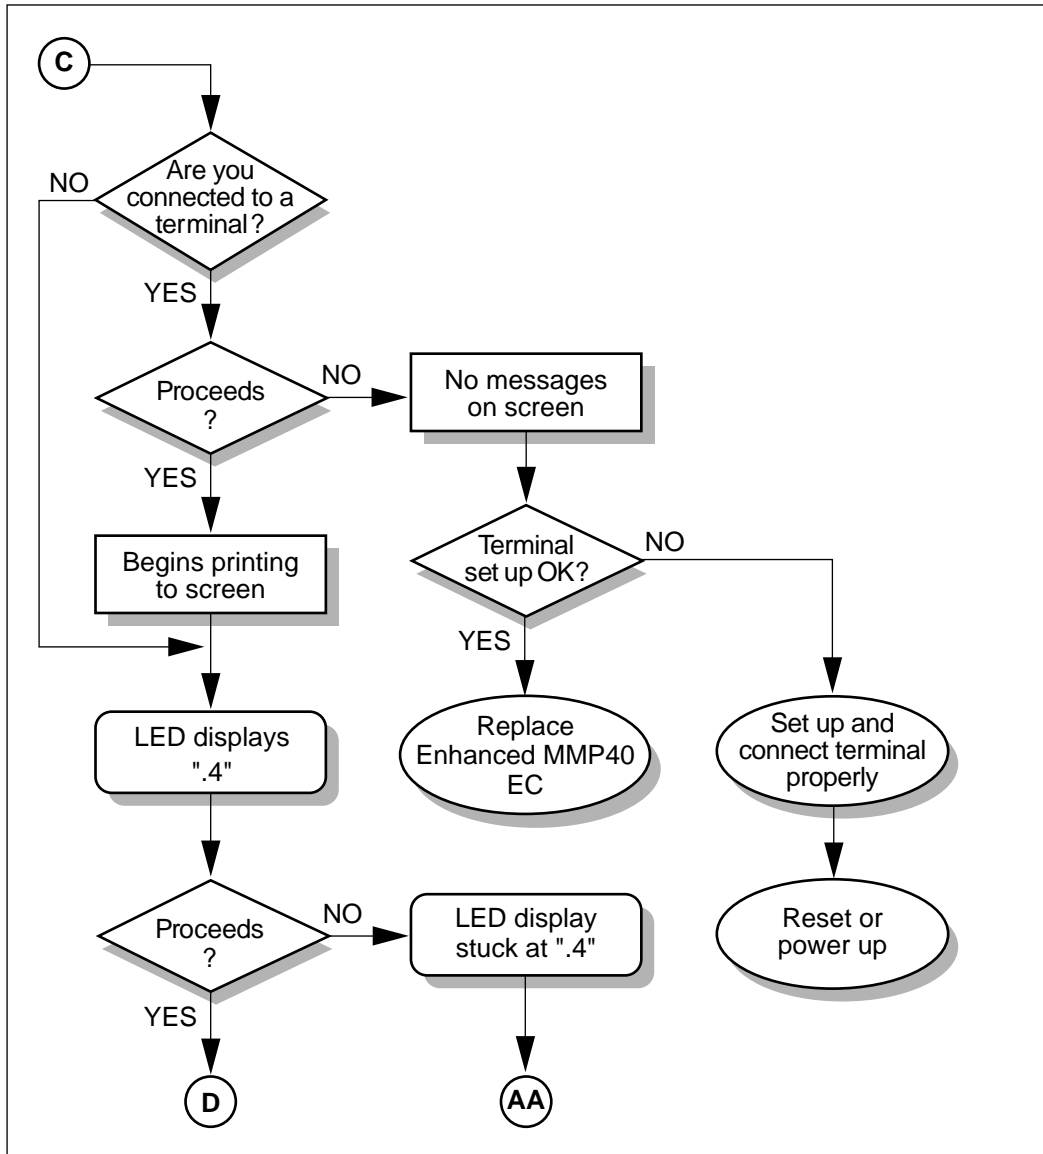 C
Are you
connected to a
terminal?
NO
YES
Proceeds
?
NO
No messages
on screen
YES
Begins printing
to screen
Terminal
set up OK?
NO
YES
LED displays
".4"
Replace
Enhanced MMP40
EC
Set up and
connect terminal
properly
Proceeds
?
NO
LED display
stuck at ".4"
Reset or
power up
YES
D
AA